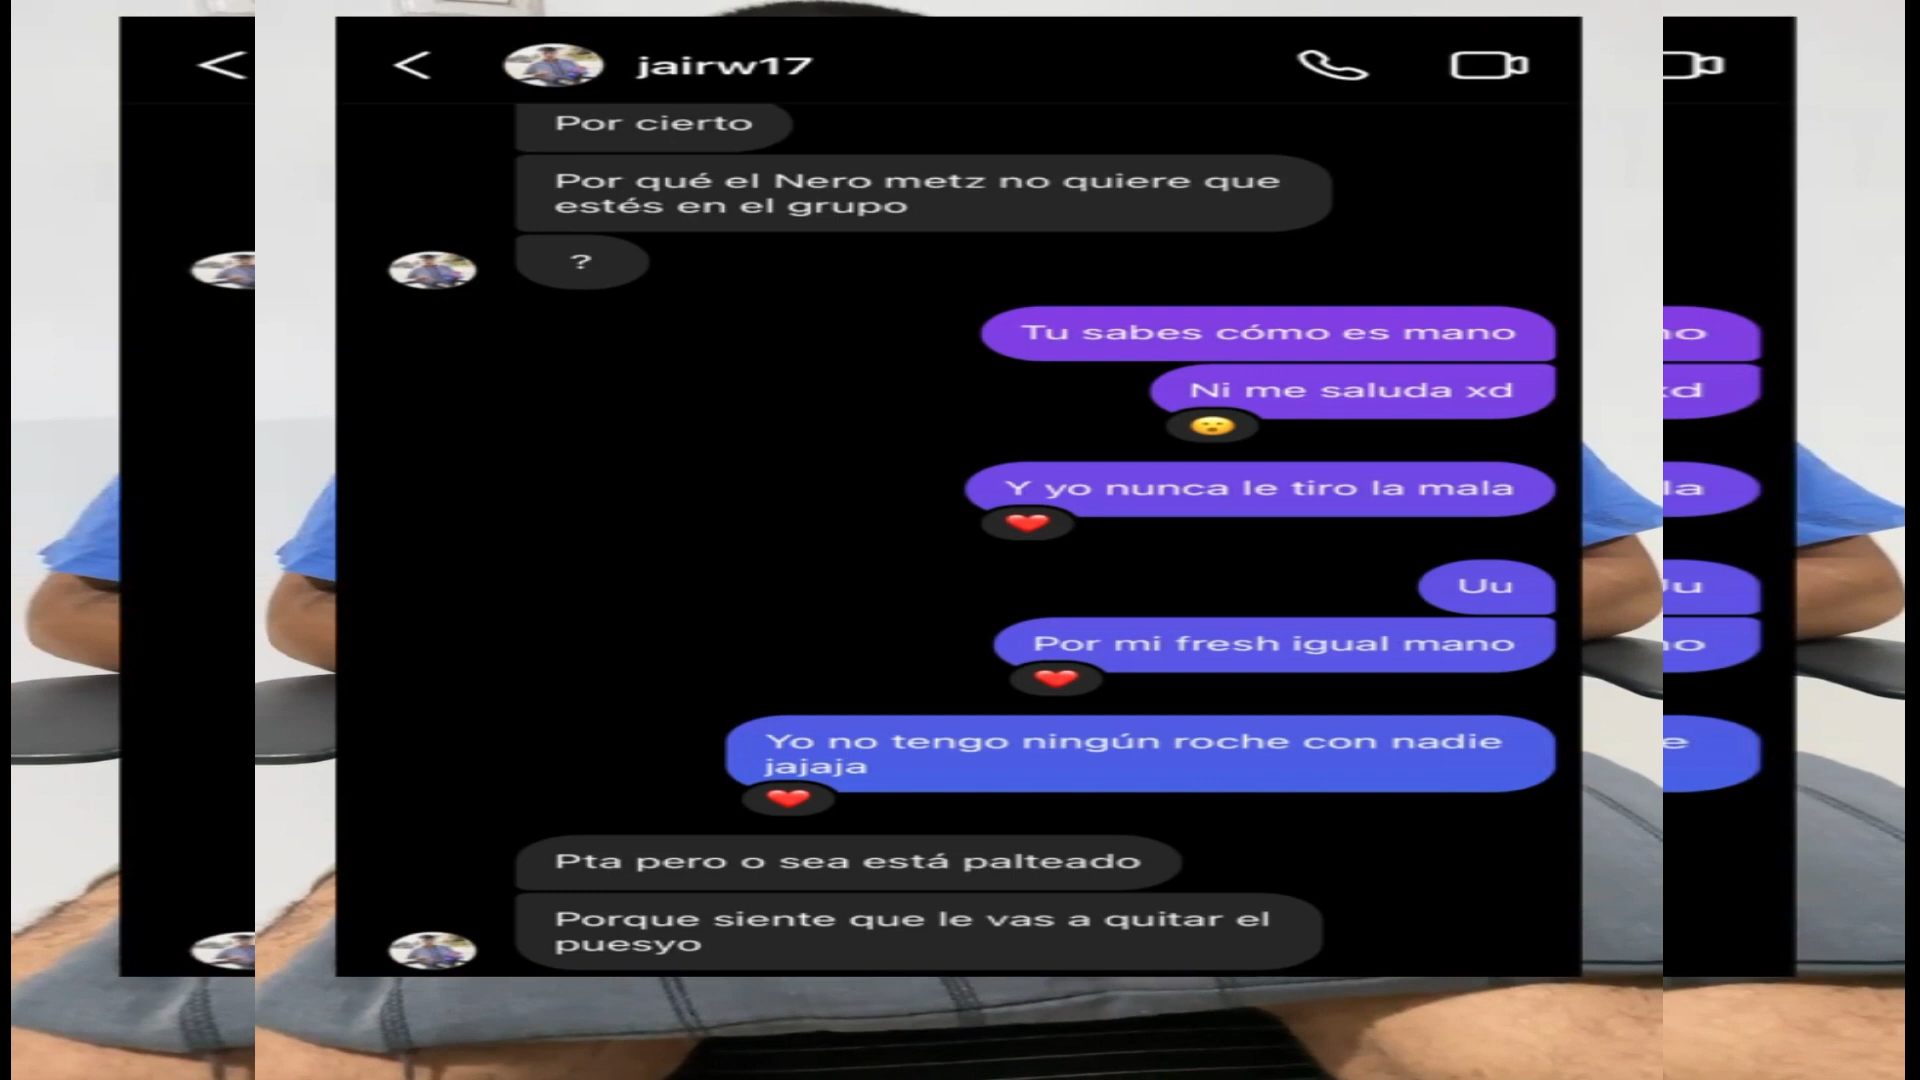 jairw17
Por cierto
Por qué el Nero metz no quiere que
estés en el grupo
?
Tu sabes cómo es mano
Ni me saluda xd
Y yo nunca le tiro la mala
Uu
Por mi fresh igual mano
Yo no tengo ningún roche con nadie
jajaja
Pta pero o sea está palteado
Porque siente que le vas a quitar el
puesyo